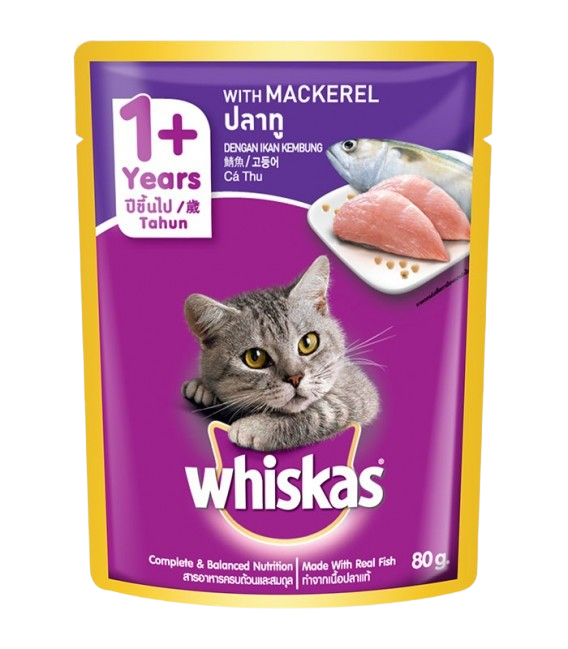 WITH MACKEREL
ปลาทู
DENGAN IKAN KEMBUNG
鯖魚/고등어
Cá Thu
1+
Years
ปีขึ้นไป/歲
Tahun
whiskas®
Complete & Balanced Nutrition
สารอาหารครบถ้วนและสมดุล
Made With Real Fish
ทำจากเนื้อปลาแท้
80 g.